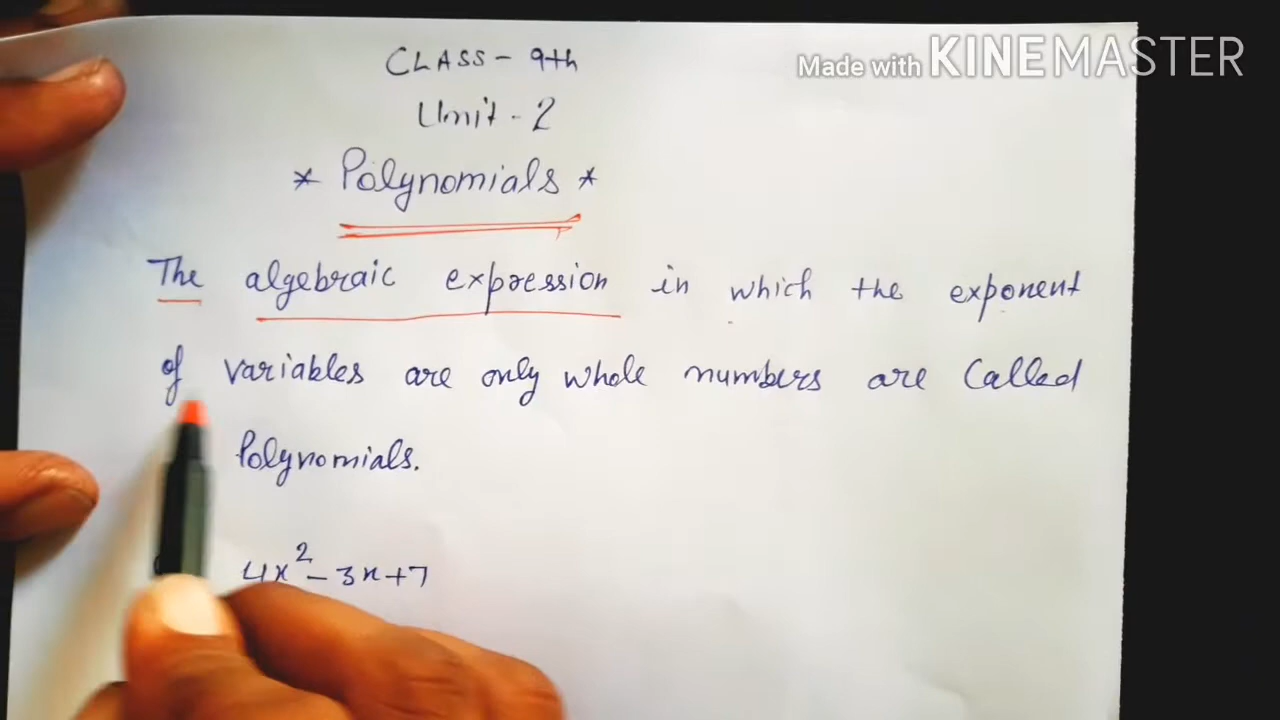 Made with KINEMASTER
CLASS - 9th
Unit - 2
* Polynomials *
The algebraic expression in which the exponent
of variables are only whole numbers are Called
Polynomials.
4x² - 3x + 7